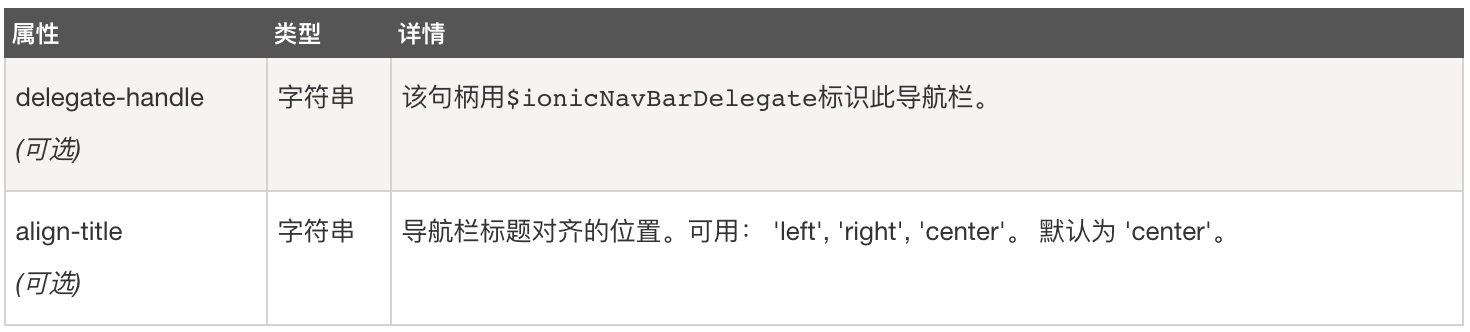 属性 类型 详情
delegate-handle 字符串 该句柄用$ionicNavBarDelegate标识此导航栏。
(可选)
align-title 字符串 导航栏标题对齐的位置。可用： 'left', 'right', 'center'。 默认为 'center'。
(可选)